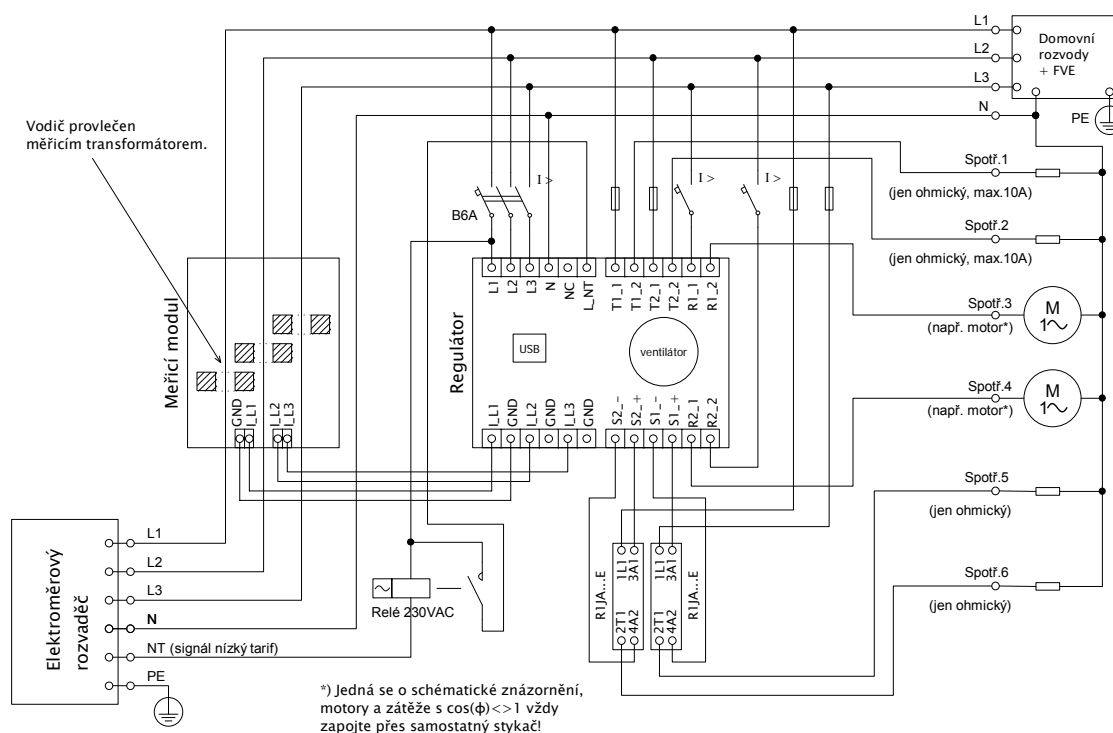 L1
L2
L3
N
Domovní
rozvody
+ FVE
PE
Vodič provlečen
měřicím transformátorem.
Spotř.1
(jen ohmický, max.10A)
Spotř.2
(jen ohmický, max.10A)
Spotř.3
(např. motor*)
M
1
Spotř.4
(např. motor*)
M
1
Spotř.5
(jen ohmický)
Spotř.6
(jen ohmický)
B6A
I >
I >
I >
Měřicí modul
GND
I_L1
I_L2
I_L3
Regulátor
L1
L2
L3
N
NC
L_NT
T1_1
T1_2
T2_1
T2_2
R1_1
R1_2
USB
ventilátor
I_L1
GND
I_L2
GND
I_L3
GND
S2_-
S2_+
S1_-
S1_+
R2_1
R2_2
R1JA...E
1L1
3A1
2T1
4A2
R1JA...E
1L1
3A1
2T1
4A2
Relé 230VAC
Elektroměrový
rozvaděč
L1
L2
L3
N
NT (signál nízký tarif)
PE
*) Jedná se o schématické znázornění,
motory a zátěže s cos(ф)<>1 vždy
zapojte přes samostatný stykač!